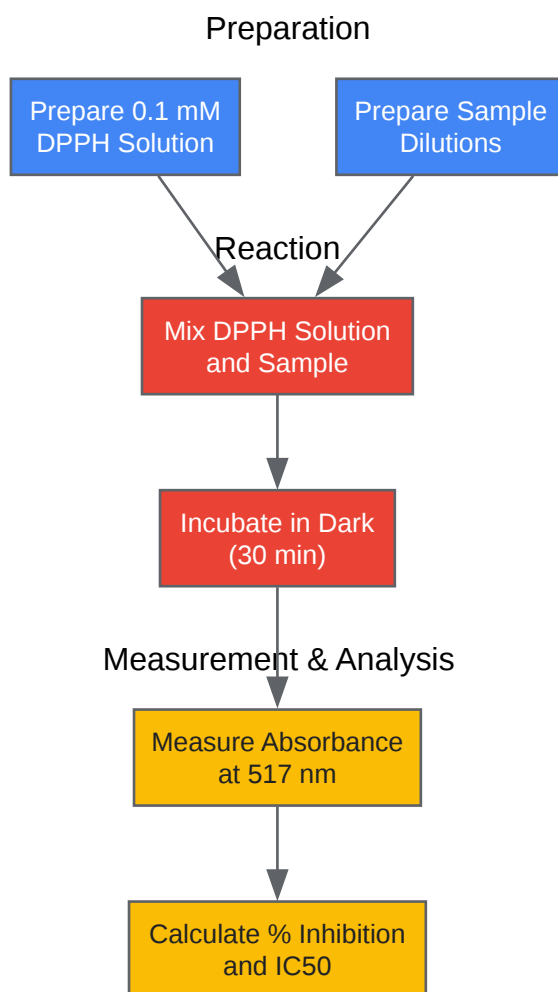 Preparation
Prepare 0.1 mM
DPPH Solution
Prepare Sample
Dilutions
Reaction
Mix DPPH Solution
and Sample
Incubate in Dark
(30 min)
Measurement & Analysis
Measure Absorbance
at 517 nm
Calculate % Inhibition
and IC50